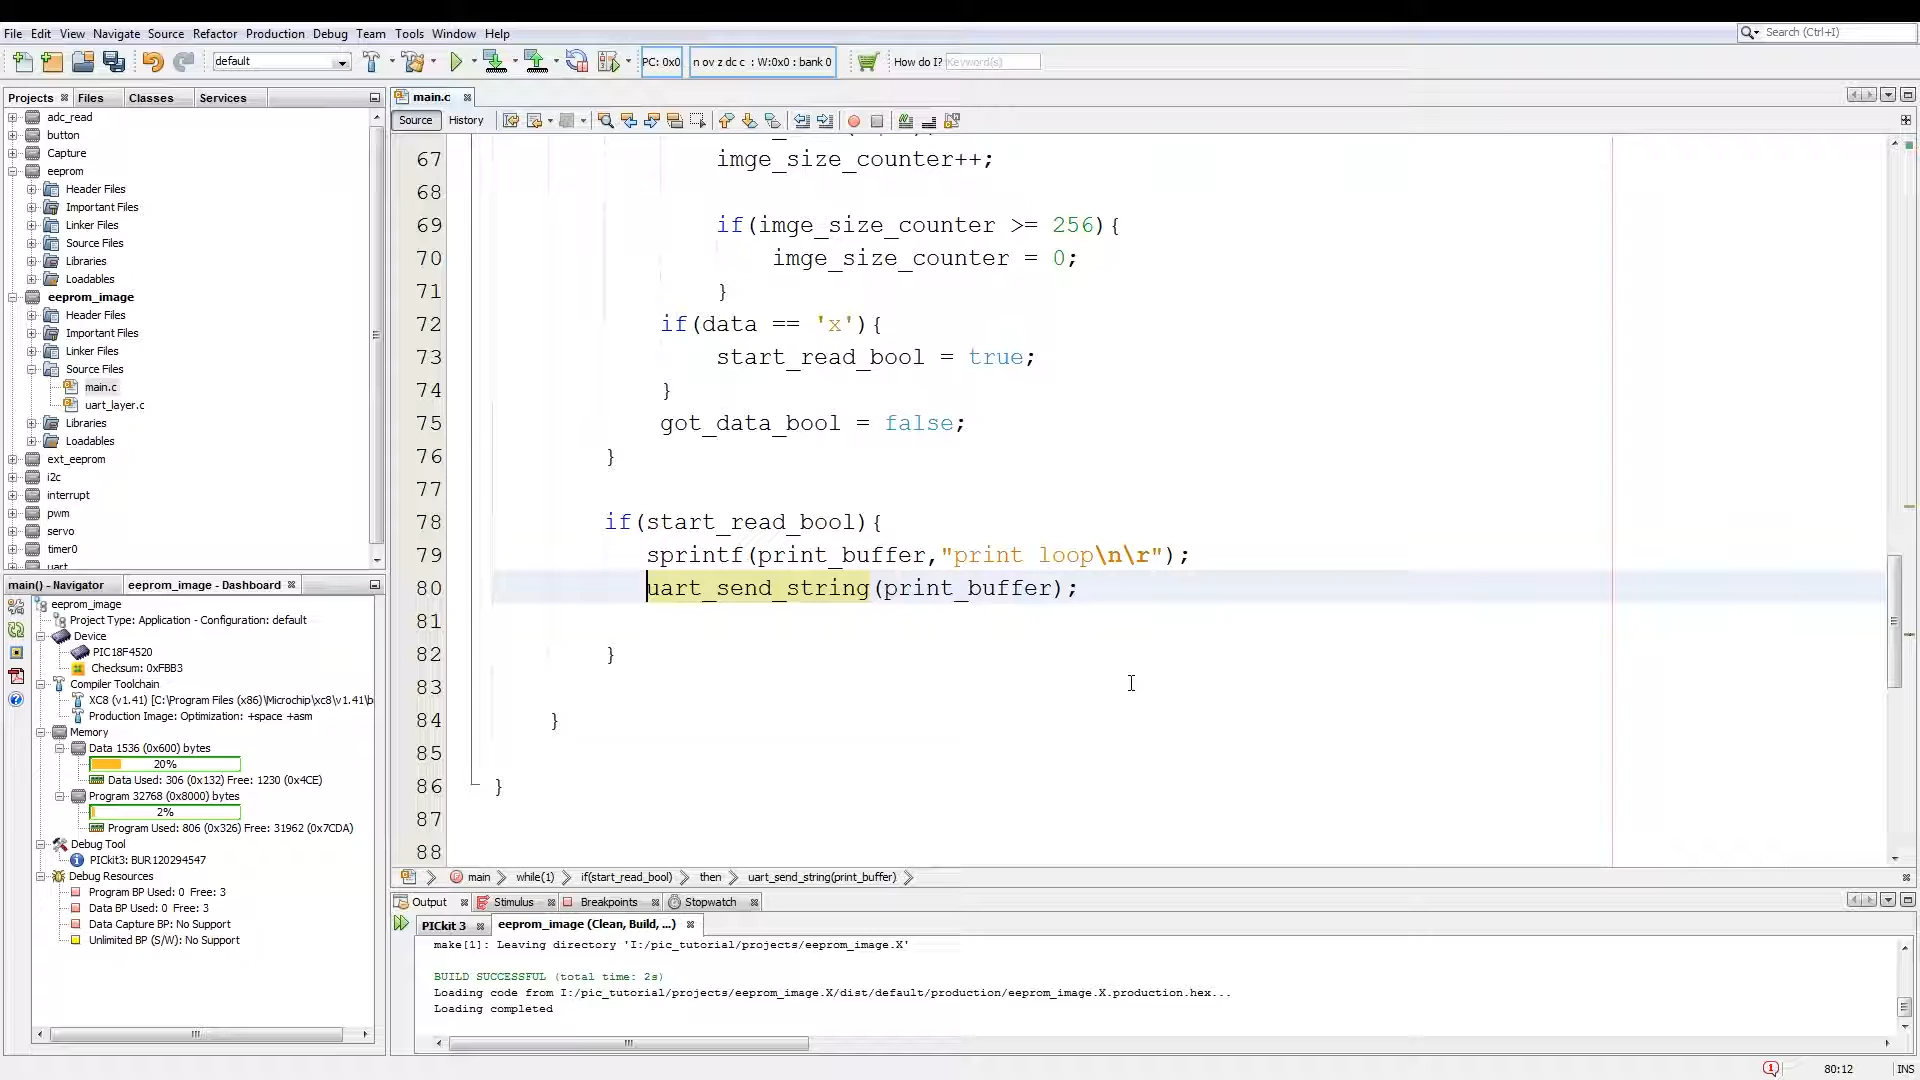 File Edit View Navigate Source Refactor Production Debug Team Tools Window Help
Search (Ctrl+I)
default
PC: 0x0
n ov z dc c : W:0x0 : bank 0
How do I? Keyword(s)
Projects Files Classes Services
main.c
Source History
adc_read
button
Capture
eeprom
Header Files
Important Files
Linker Files
Source Files
Libraries
Loadables
eeprom_image
Header Files
Important Files
Linker Files
Source Files
main.c
uart_layer.c
Libraries
Loadables
ext_eeprom
i2c
interrupt
pwm
servo
timer0
uart
67 imge_size_counter++;
68
69 if(imge_size_counter >= 256){
70 imge_size_counter = 0;
71 }
72 if(data == 'x'){
73 start_read_bool = true;
74 }
75 got_data_bool = false;
76 }
77
78 if(start_read_bool){
79 sprintf(print_buffer,"print loop\n\r");
80 uart_send_string(print_buffer);
81
82 }
83
84 }
85
86 }
87
88
main while(1) if(start_read_bool) then uart_send_string(print_buffer)
main() - Navigator eeprom_image - Dashboard
eeprom_image
Project Type: Application - Configuration: default
Device
PIC18F4520
Checksum: 0xFBB3
Compiler Toolchain
XC8 (v1.41) [C:\Program Files (x86)\Microchip\xc8\v1.41\b
Production Image: Optimization: +space +asm
Memory
Data 1536 (0x600) bytes
20%
Data Used: 306 (0x132) Free: 1230 (0x4CE)
Program 32768 (0x8000) bytes
2%
Program Used: 806 (0x326) Free: 31962 (0x7CDA)
Debug Tool
PICkit3: BUR120294547
Debug Resources
Program BP Used: 0 Free: 3
Data BP Used: 0 Free: 3
Data Capture BP: No Support
Unlimited BP (S/W): No Support
Output Stimulus Breakpoints Stopwatch
PICkit 3 eeprom_image (Clean, Build, ...)
make[1]: Leaving directory 'I:/pic_tutorial/projects/eeprom_image.X'
BUILD SUCCESSFUL (total time: 2s)
Loading code from I:/pic_tutorial/projects/eeprom_image.X/dist/default/production/eeprom_image.X.production.hex...
Loading completed
80:12 INS